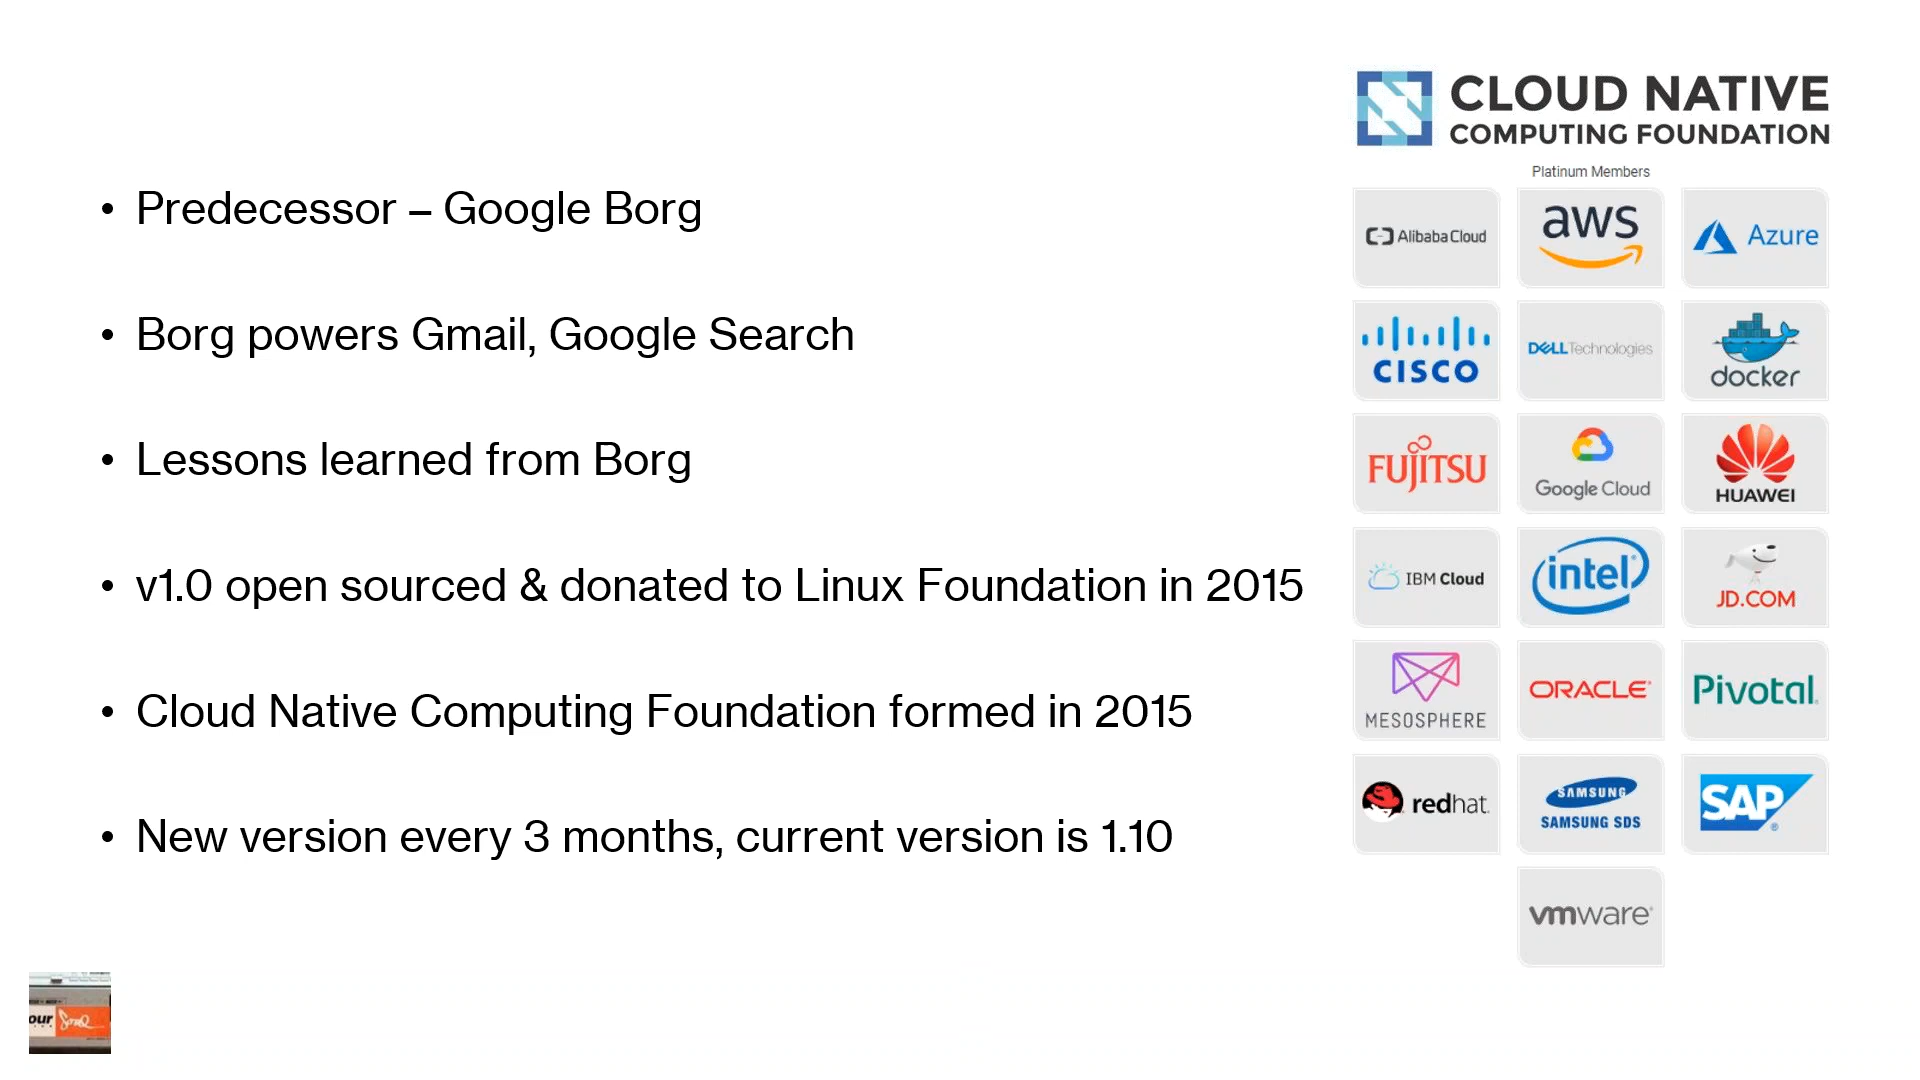 CLOUD NATIVE
COMPUTING FOUNDATION
Platinum Members
• Predecessor – Google Borg
• Borg powers Gmail, Google Search
• Lessons learned from Borg
• v1.0 open sourced & donated to Linux Foundation in 2015
• Cloud Native Computing Foundation formed in 2015
• New version every 3 months, current version is 1.10
Alibaba Cloud
aws
Azure
CISCO
DELL Technologies
docker
FUJITSU
Google Cloud
HUAWEI
IBM Cloud
intel
JD.COM
MESOSPHERE
ORACLE
Pivotal
redhat
SAMSUNG
SAMSUNG SDS
SAP
vmware
our